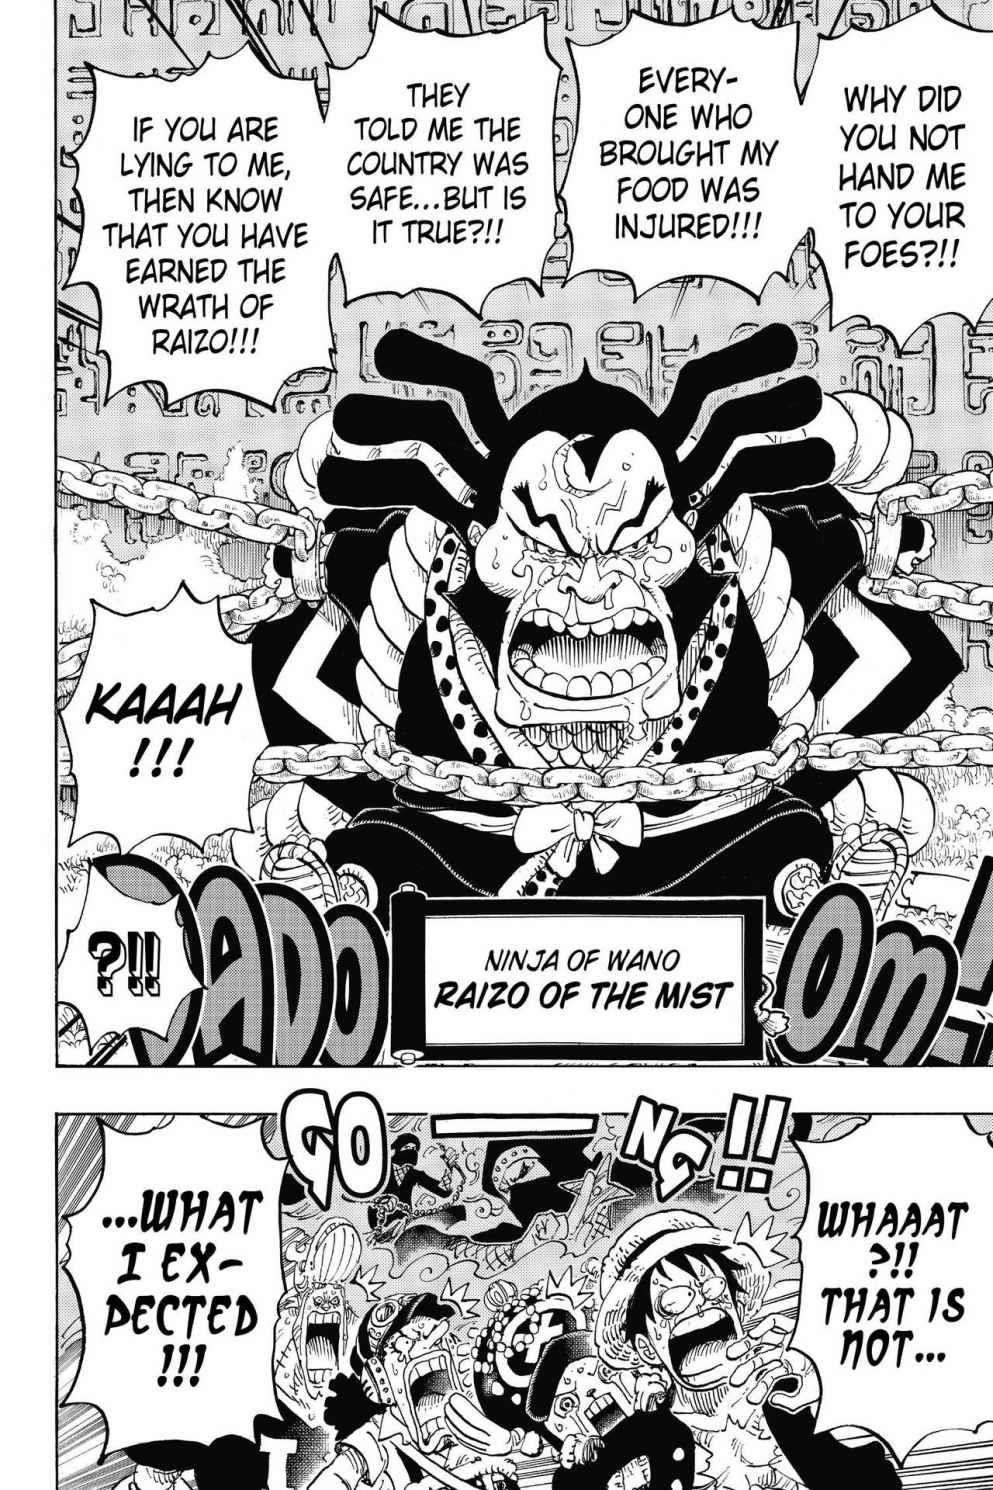 WHY DID
YOU NOT
HAND ME
TO YOUR
FOES?!!
EVERY-
ONE WHO
BROUGHT MY
FOOD WAS
INJURED!!!
THEY
TOLD ME THE
COUNTRY WAS
SAFE...BUT IS
IT TRUE?!!
IF YOU ARE
LYING TO ME,
THEN KNOW
THAT YOU HAVE
EARNED THE
WRATH OF
RAIZO!!!
KAAAH
!!!
?!!
DADOOM!!
NINJA OF WANO
RAIZO OF THE MIST
GO—NG!!
WHAAAT
?!!
THAT IS
NOT...
...WHAT
I EX-
PECTED
!!!